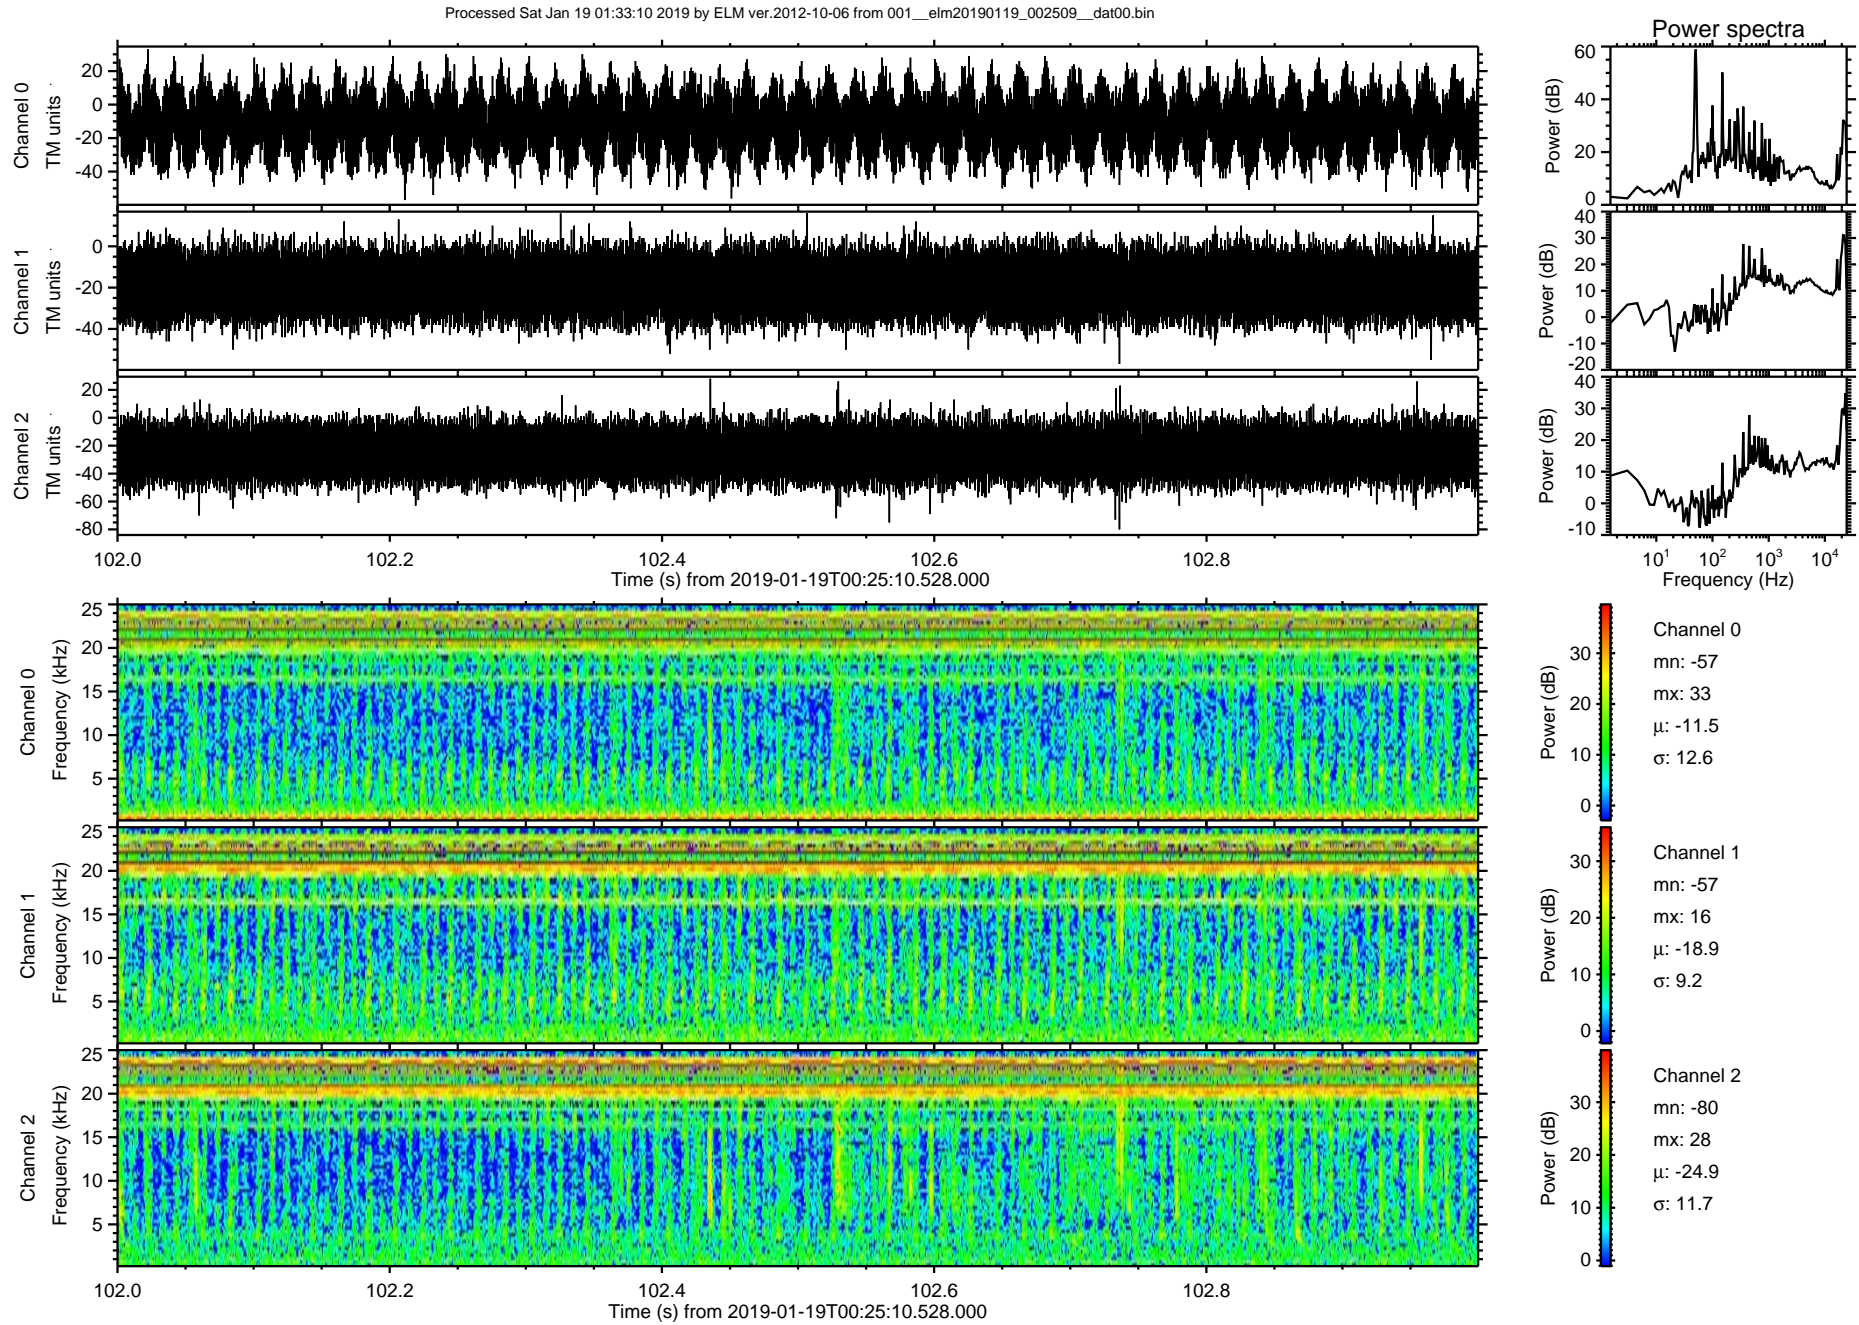 Processed Sat Jan 19 01:33:10 2019 by ELM ver.2012-10-06 from 001__elm20190119_002509__dat00.bin
Power spectra
Channel 0
TM units
20
0
-20
-40
Power (dB)
60
40
20
0
Channel 1
TM units
0
-20
-40
Power (dB)
40
30
20
10
0
-10
-20
Channel 2
TM units
20
0
-20
-40
-60
-80
Power (dB)
40
30
20
10
0
-10
102.0 102.2 102.4 102.6 102.8
Time (s) from 2019-01-19T00:25:10.528.000
10^1 10^2 10^3 10^4
Frequency (Hz)
Channel 0
Frequency (kHz)
25
20
15
10
5
Power (dB)
30
20
10
0
Channel 0
mn: -57
mx: 33
μ: -11.5
σ: 12.6
Channel 1
Frequency (kHz)
25
20
15
10
5
Power (dB)
30
20
10
0
Channel 1
mn: -57
mx: 16
μ: -18.9
σ: 9.2
Channel 2
Frequency (kHz)
25
20
15
10
5
Power (dB)
30
20
10
0
Channel 2
mn: -80
mx: 28
μ: -24.9
σ: 11.7
102.0 102.2 102.4 102.6 102.8
Time (s) from 2019-01-19T00:25:10.528.000